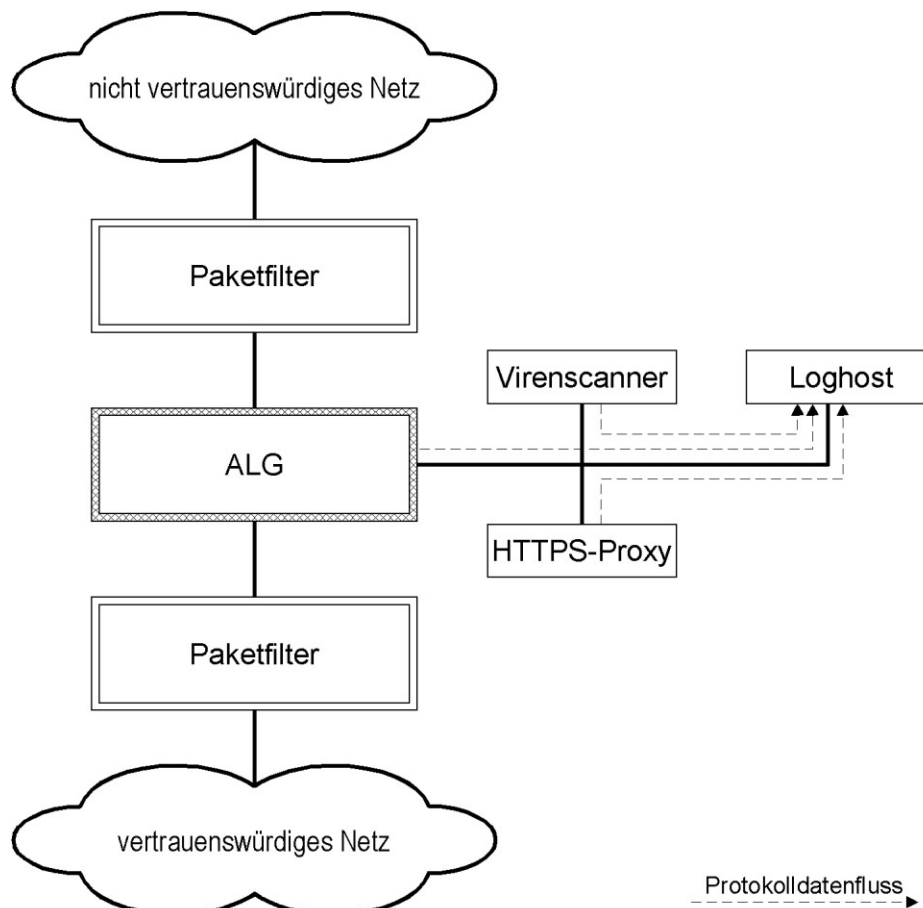 nicht vertrauenswürdiges Netz
Paketfilter
Virenscanner
Loghost
ALG
HTTPS-Proxy
Paketfilter
vertrauenswürdiges Netz
Protokolldatenfluss